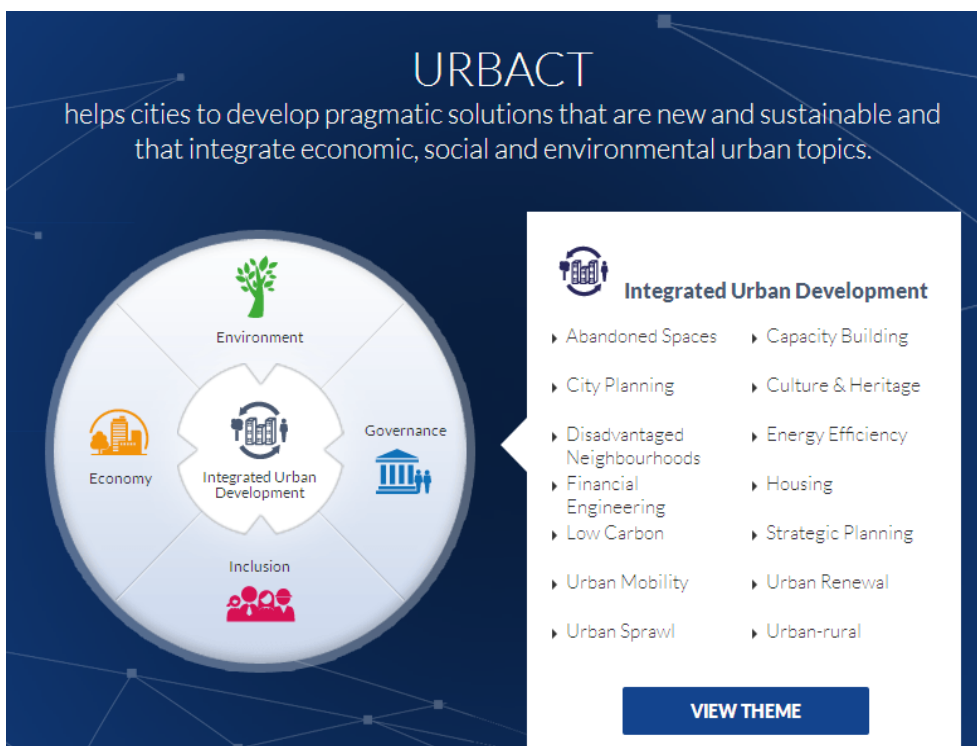 URBACT
helps cities to develop pragmatic solutions that are new and sustainable and
that integrate economic, social and environmental urban topics.
Environment
Economy
Integrated Urban
Development
Governance
Inclusion
Integrated Urban Development
Abandoned Spaces
Capacity Building
City Planning
Culture & Heritage
Disadvantaged
Neighbourhoods
Energy Efficiency
Financial
Engineering
Housing
Low Carbon
Strategic Planning
Urban Mobility
Urban Renewal
Urban Sprawl
Urban-rural
VIEW THEME